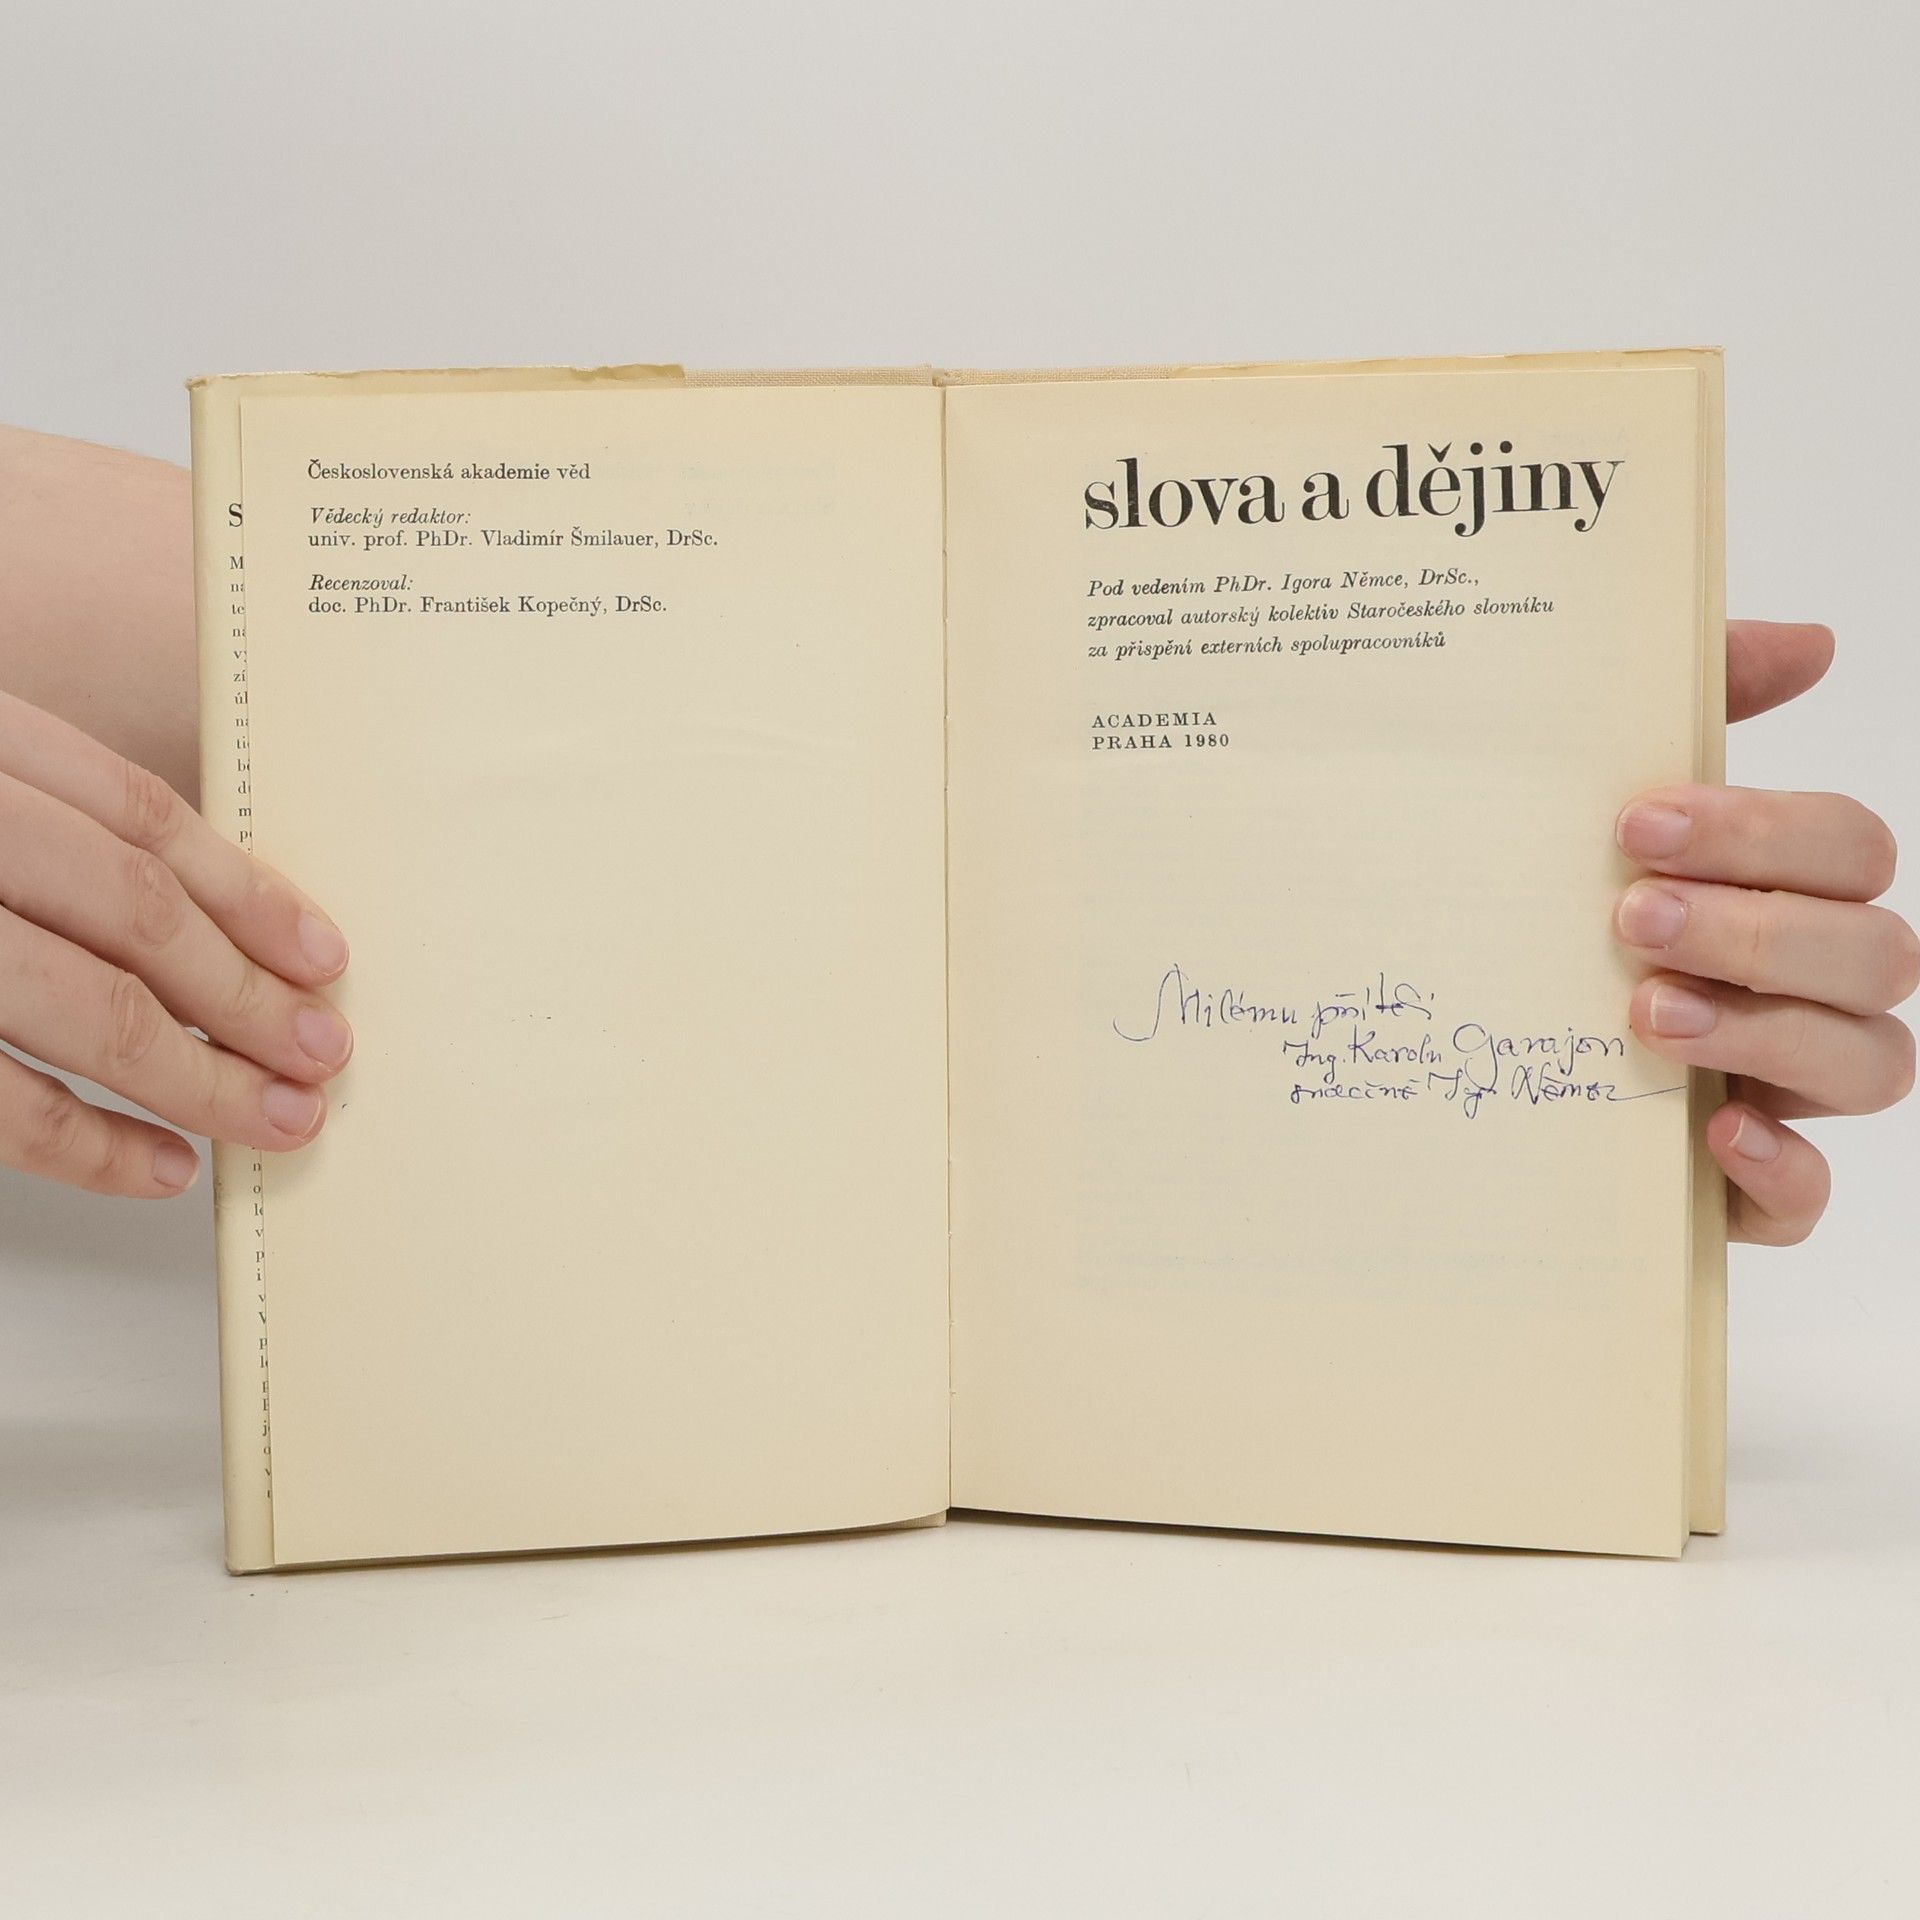 Československá akademie věd
Vědecký redaktor:
univ. prof. PhDr. Vladimír Šmilauer, DrSc.
Recenzoval:
doc. PhDr. František Kopečný, DrSc.
slova a dějiny
Pod vedením PhDr. Igora Němce, DrSc.,
zpracoval autorský kolektiv Staročeského slovníku
za přispění externích spolupracovníků
ACADEMIA
PRAHA 1980
Milému příteli
Ing. Karolu
srdečně Igor Němec